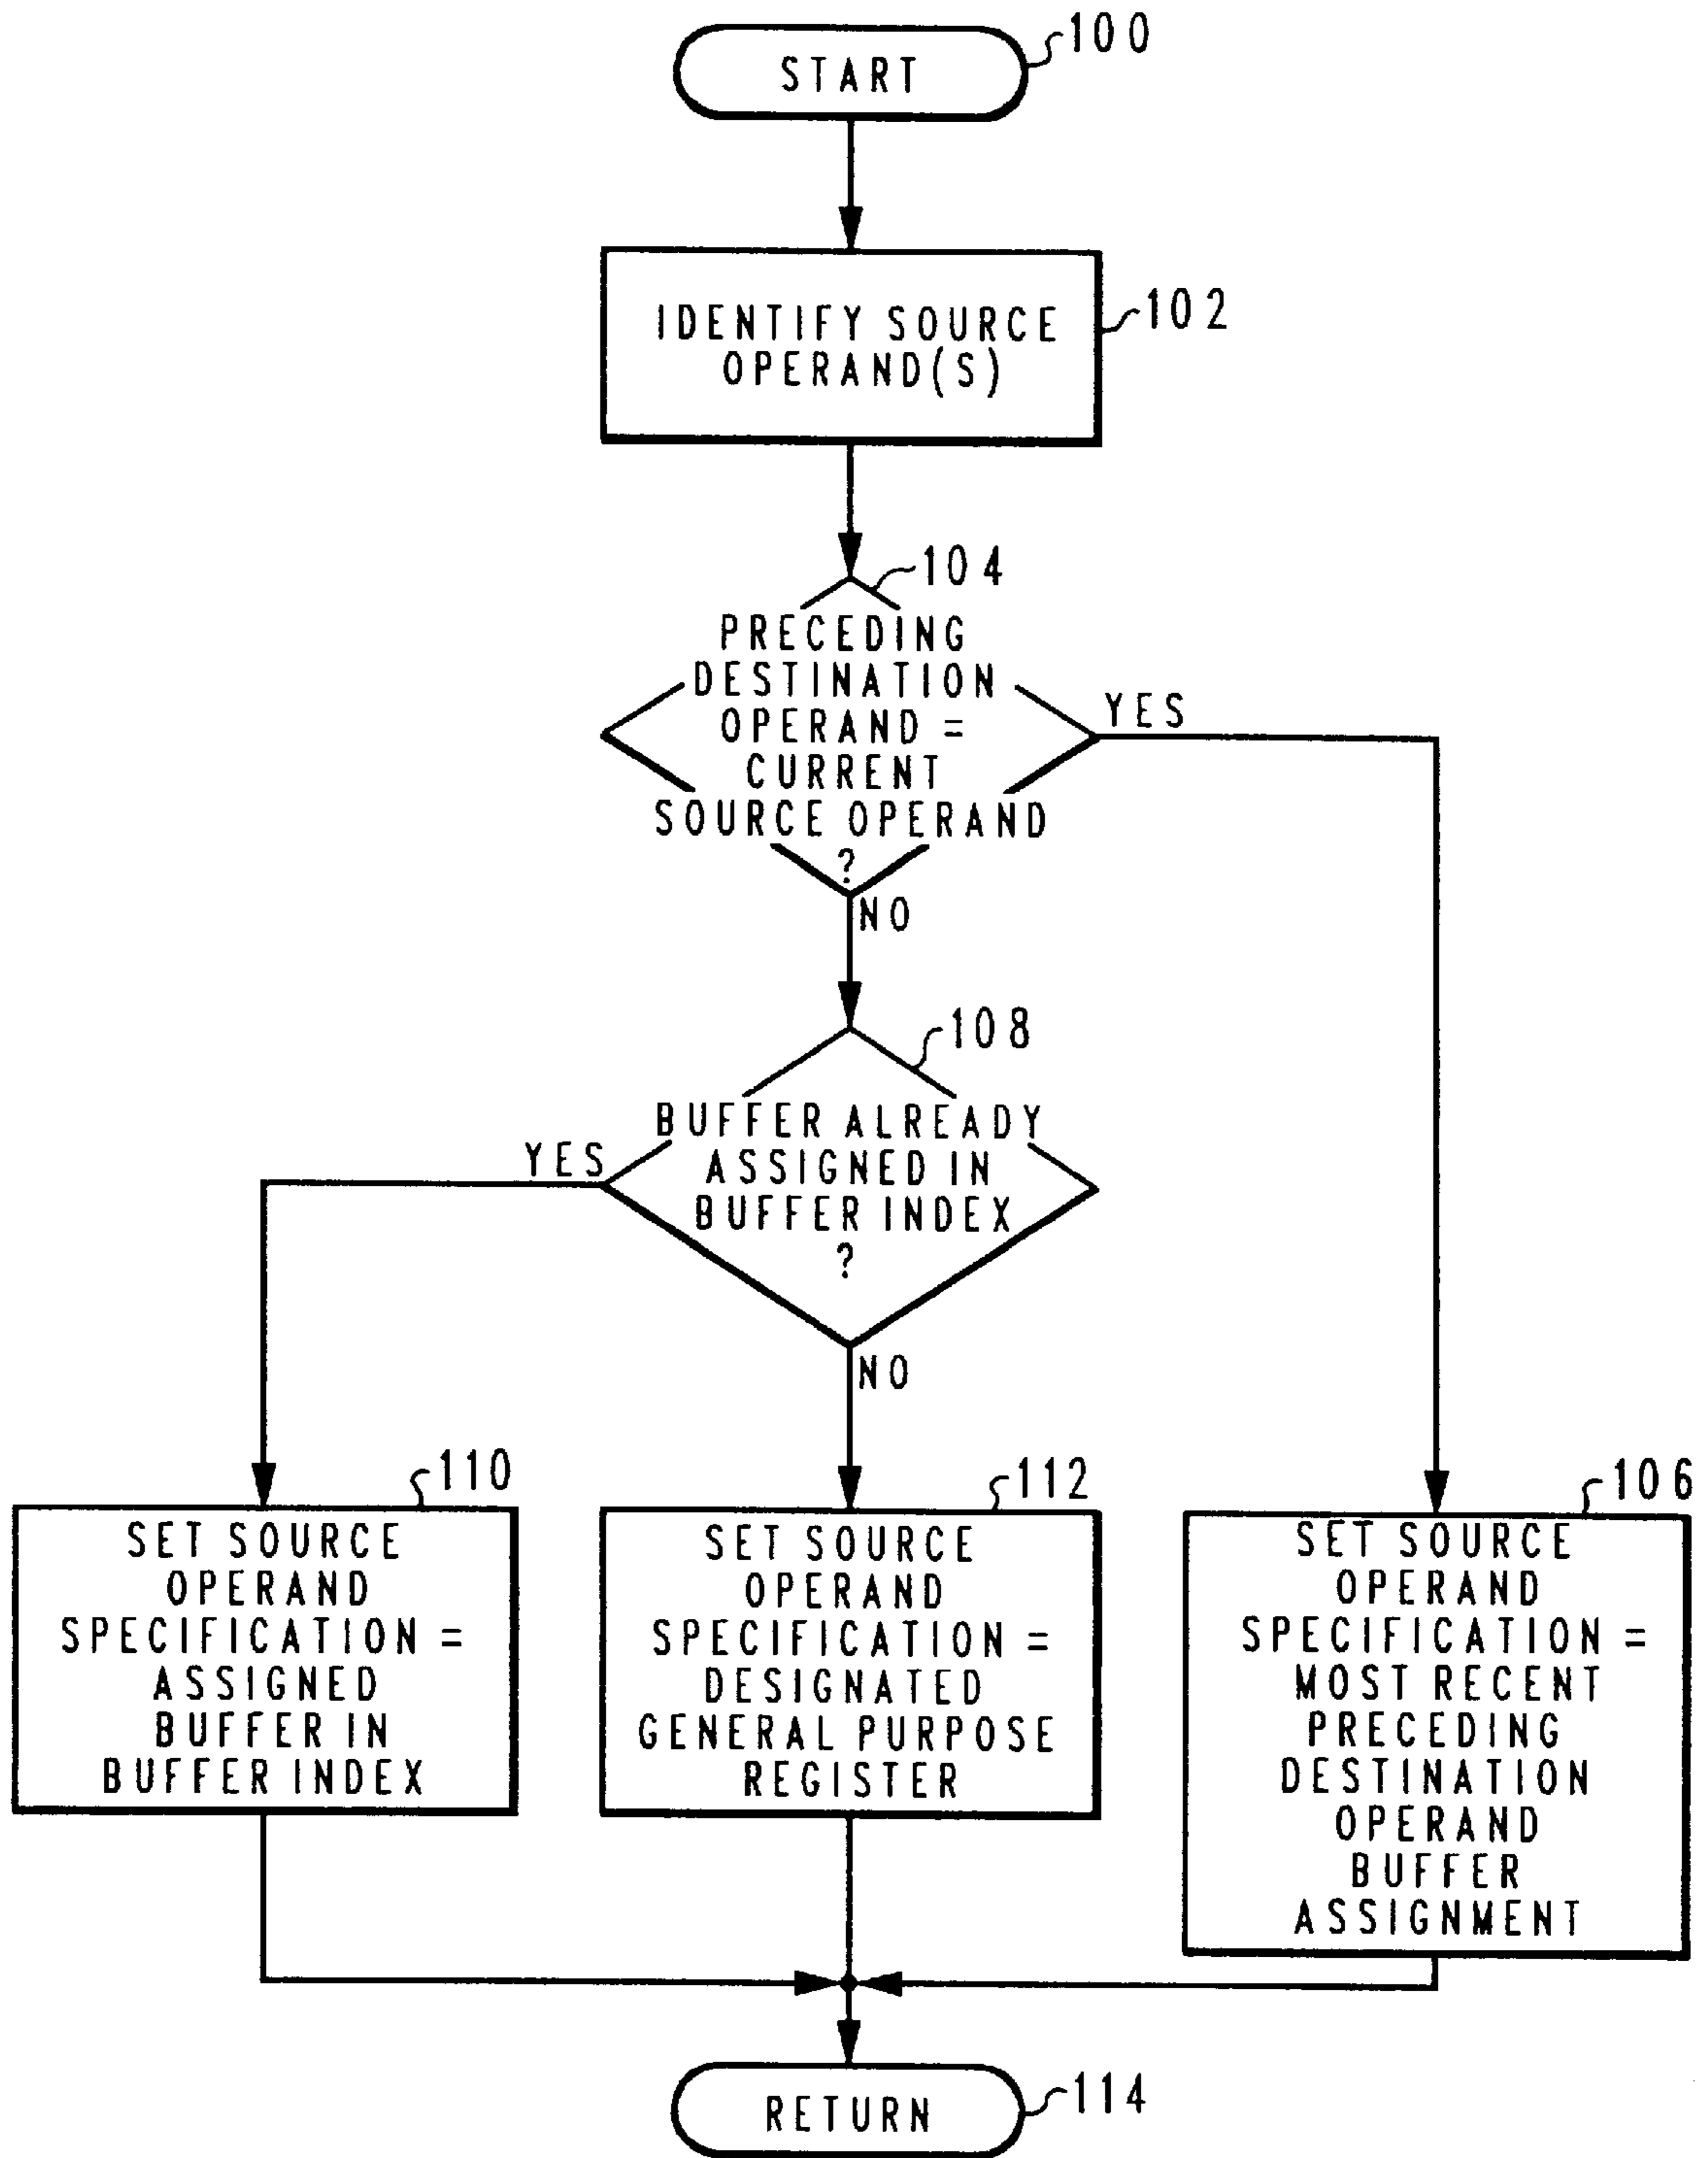 START
100
IDENTIFY SOURCE
OPERAND(S)
102
104
PRECEDING
DESTINATION
OPERAND =
CURRENT
SOURCE OPERAND
?
YES
NO
108
BUFFER ALREADY
ASSIGNED IN
BUFFER INDEX
?
YES
NO
110
SET SOURCE
OPERAND
SPECIFICATION =
ASSIGNED
BUFFER IN
BUFFER INDEX
112
SET SOURCE
OPERAND
SPECIFICATION =
DESIGNATED
GENERAL PURPOSE
REGISTER
106
SET SOURCE
OPERAND
SPECIFICATION =
MOST RECENT
PRECEDING
DESTINATION
OPERAND
BUFFER
ASSIGNMENT
RETURN
114